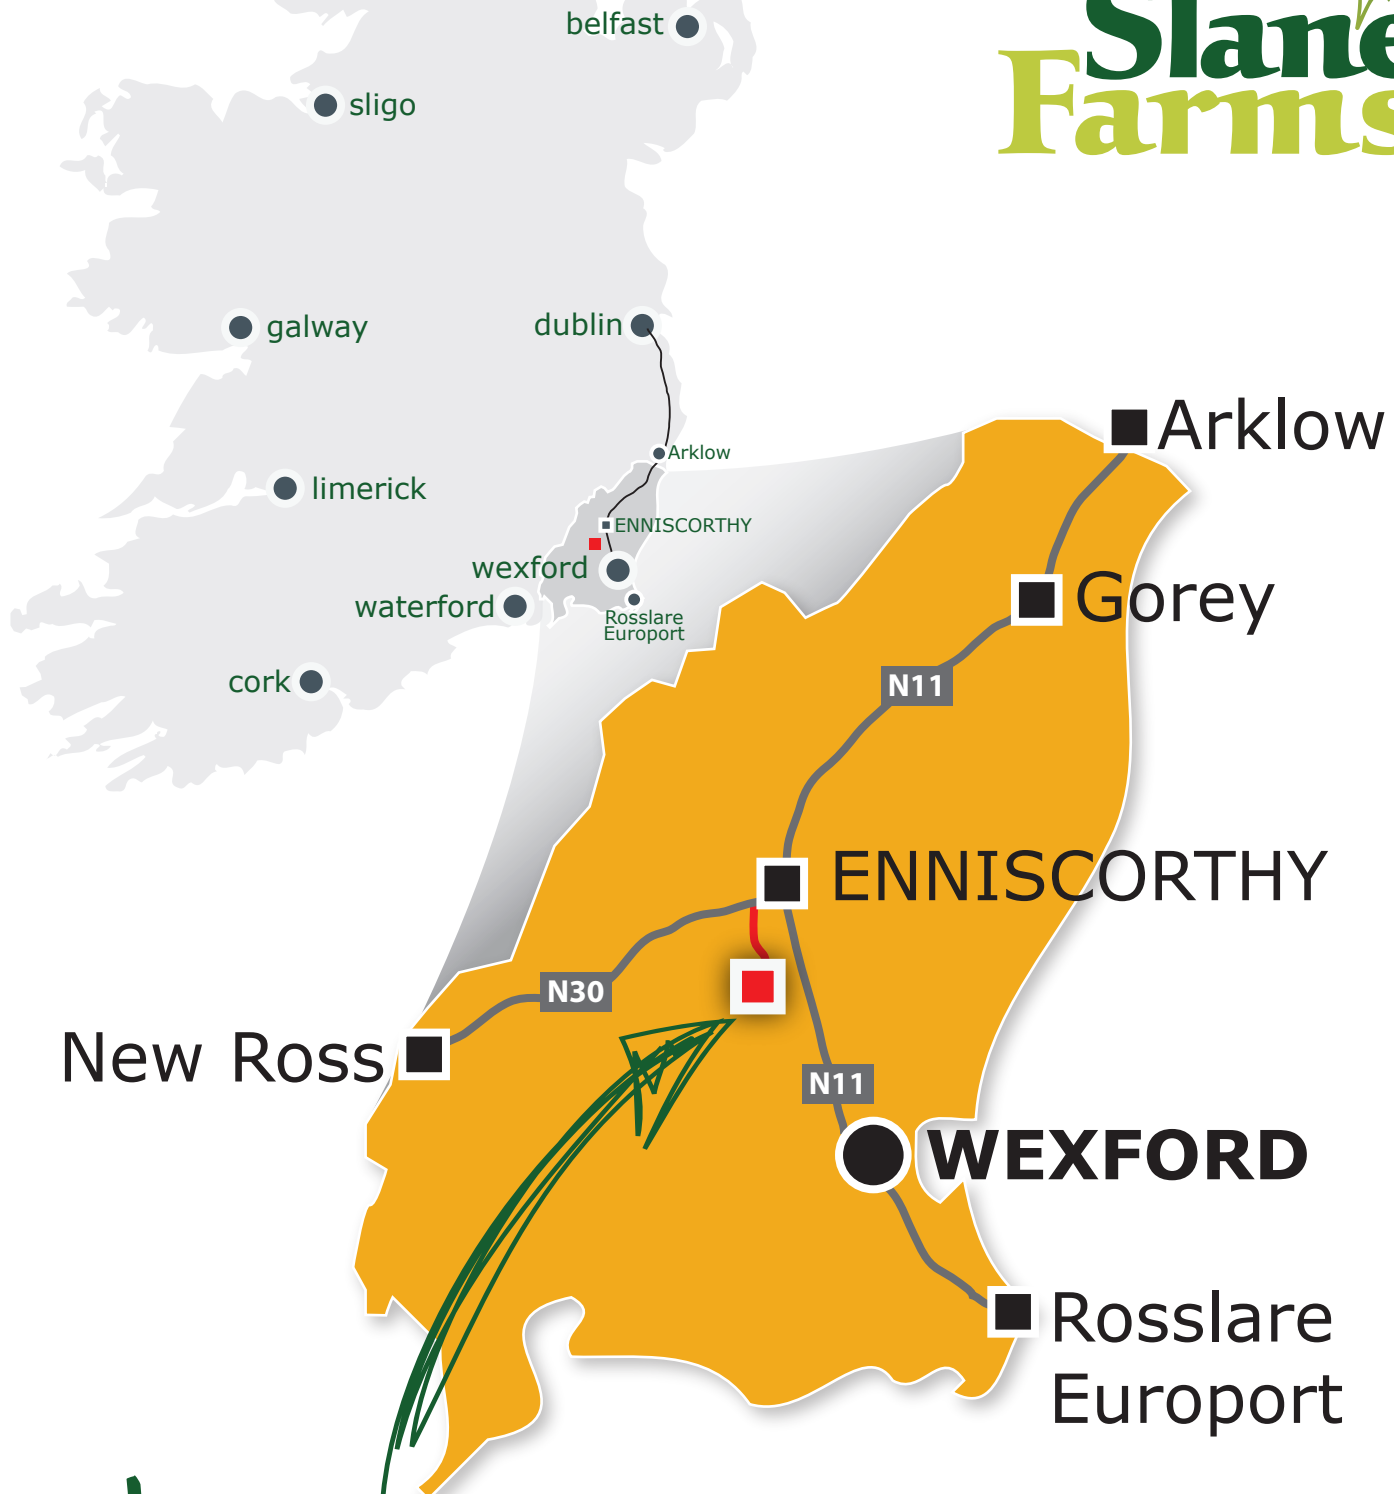 belfast
Farms
sligo
galway
dublin
Arklow
Arklow
limerick
ENNISCORTHY
wexford
Gorey
waterford
Rosslare
Europort
cork
N11
ENNISCORTHY
N30
New Ross
N11
WEXFORD
Rosslare
Europort